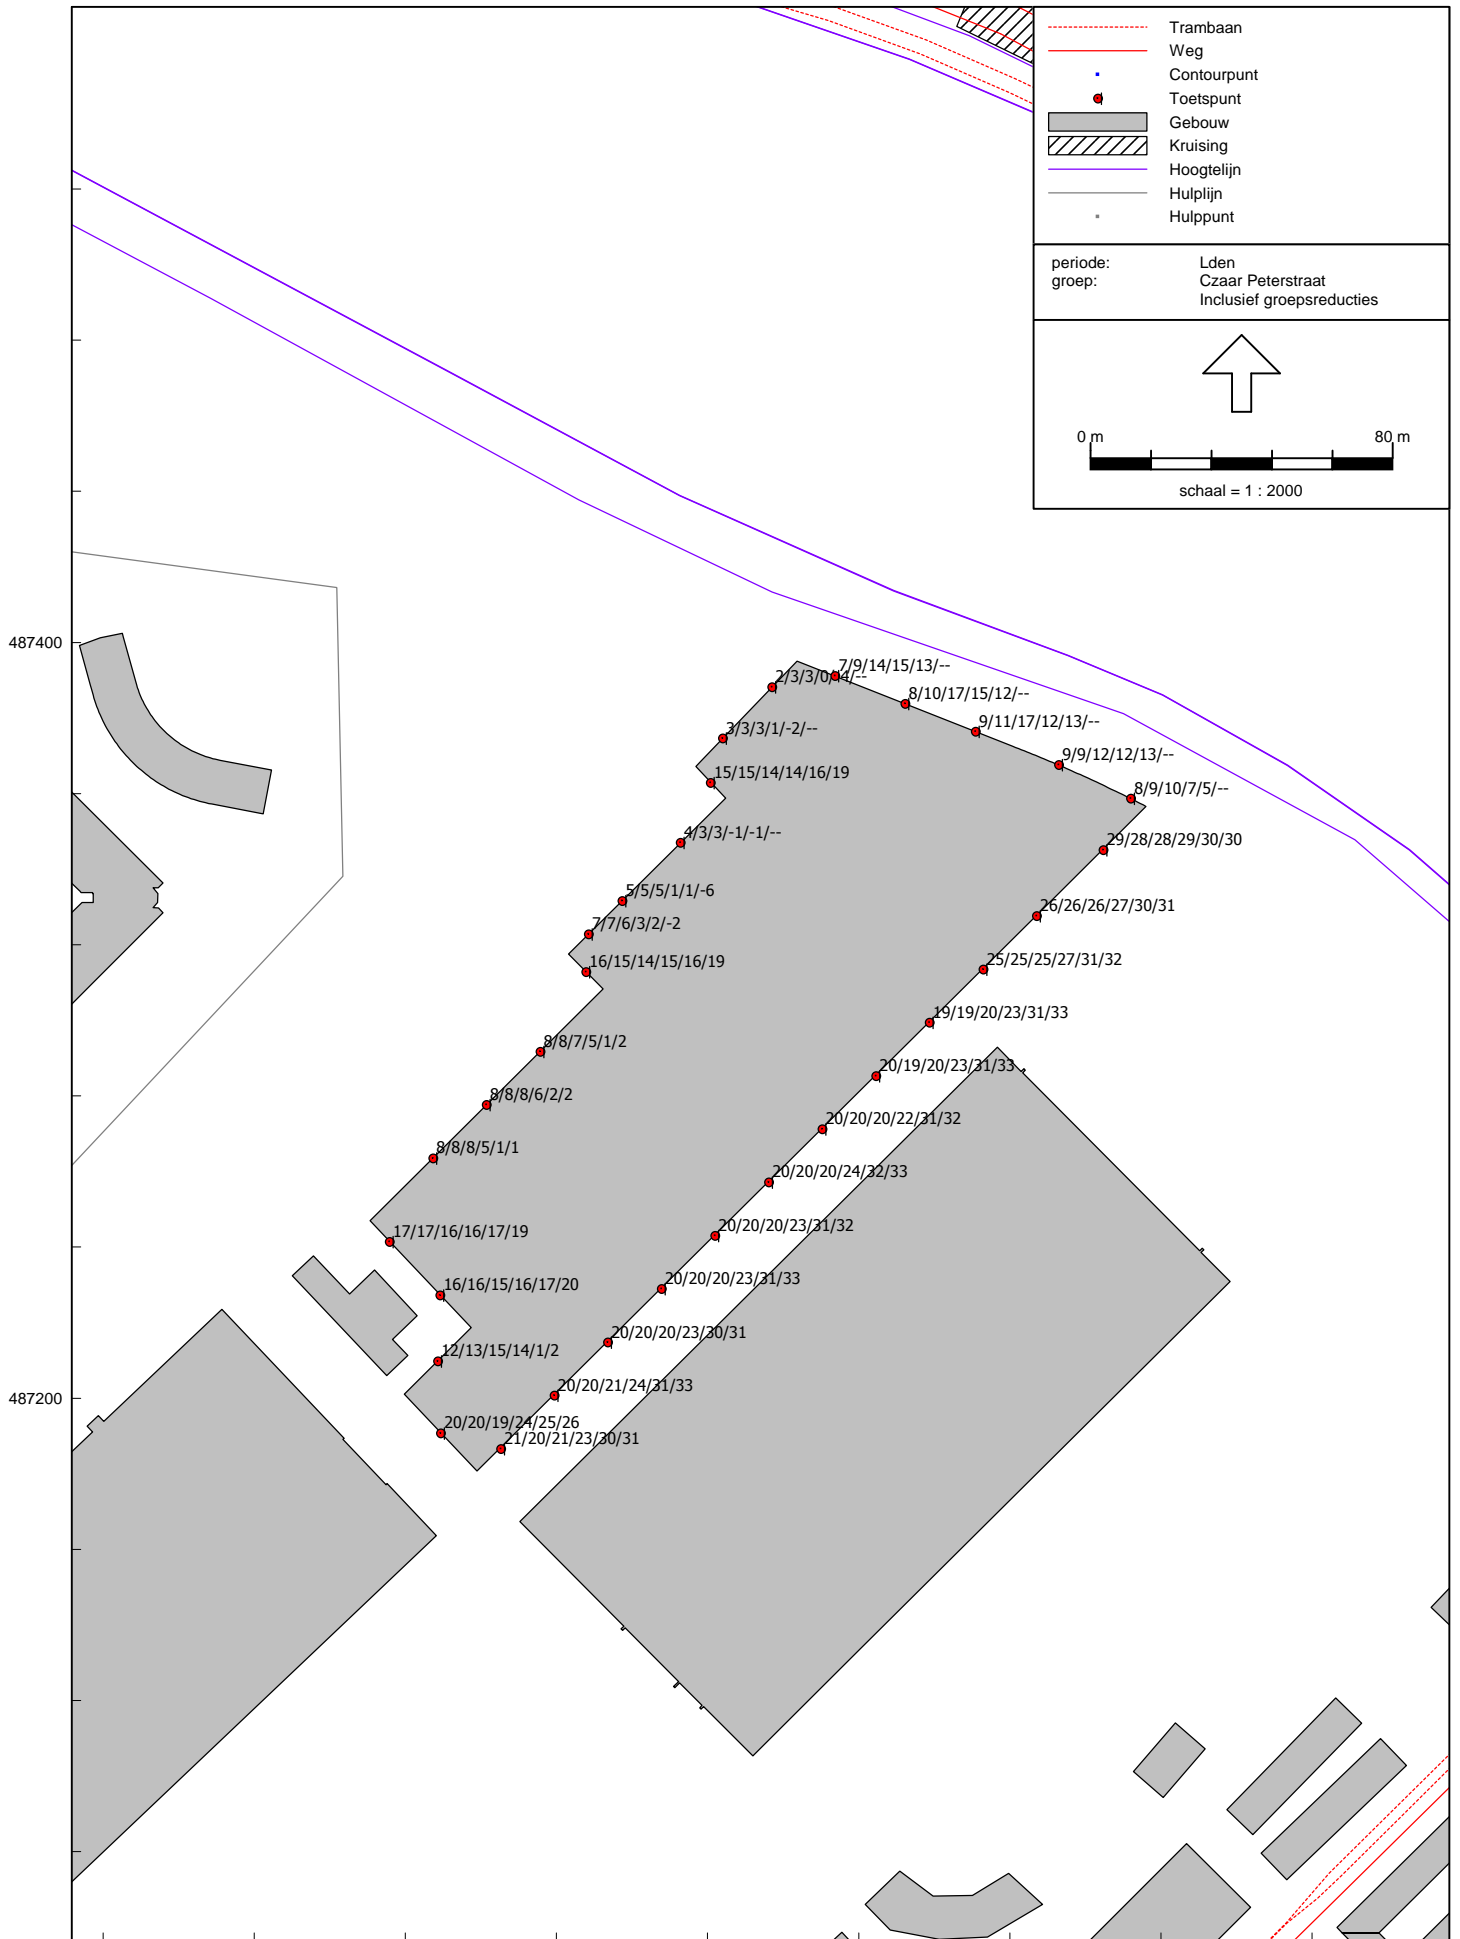 Trambaan
Weg
Contourpunt
Toetspunt
Gebouw
Kruising
Hoogtelijn
Hulplijn
Hulppunt
periode: Lden
groep: Czaar Peterstraat
Inclusief groepsreducties
0 m 80 m
schaal = 1 : 2000
487400
7/9/14/15/13/--
8/10/17/15/12/--
3/3/3/1/-2/--
9/11/17/12/13/--
9/9/12/12/13/--
15/15/14/14/16/19
8/9/10/7/5/--
4/3/3/-1/-1/--
29/28/28/29/30/30
5/5/5/1/1/-6
26/26/26/27/30/31
7/7/6/3/2/-2
16/15/14/15/16/19
25/25/25/27/31/32
19/19/20/23/31/33
8/8/7/5/1/2
20/19/20/23/31/33
8/8/8/6/2/2
20/20/20/22/31/32
8/8/8/5/1/1
20/20/20/24/32/33
17/17/16/16/17/19
20/20/20/23/31/32
16/16/15/16/17/20
20/20/20/23/31/33
12/13/15/14/1/2
20/20/20/23/30/31
487200
20/20/21/24/31/33
20/20/19/24/25/26
21/20/21/23/30/31